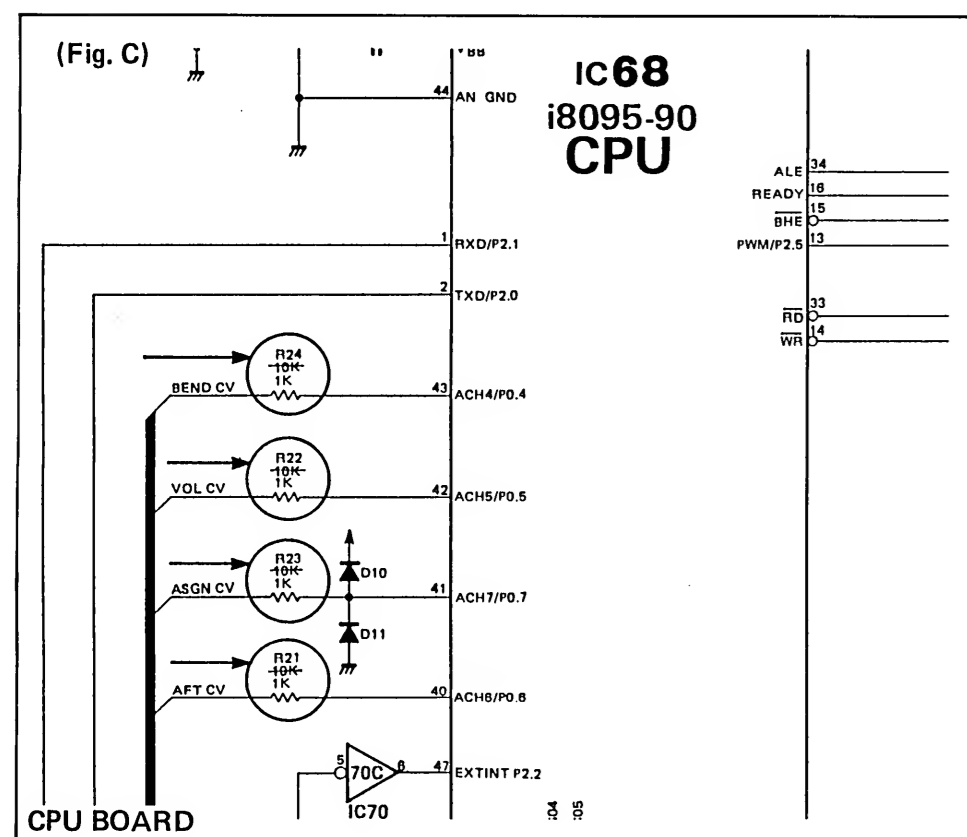 (Fig. C)
VBB
44 AN GND
IC68
i8095-90
CPU
ALE 34
READY 16
BHE 15
PWM/P2.5 13
RD 33
WR 14
1 RXD/P2.1
2 TXD/P2.0
R24
10K
1K
BEND CV
43 ACH4/P0.4
R22
10K
1K
VOL CV
42 ACH5/P0.5
R23
10K
1K
D10
ASGN CV
41 ACH7/P0.7
D11
R21
10K
1K
AFT CV
40 ACH6/P0.6
5 70C 6
47 EXTINT P2.2
IC70
CPU BOARD